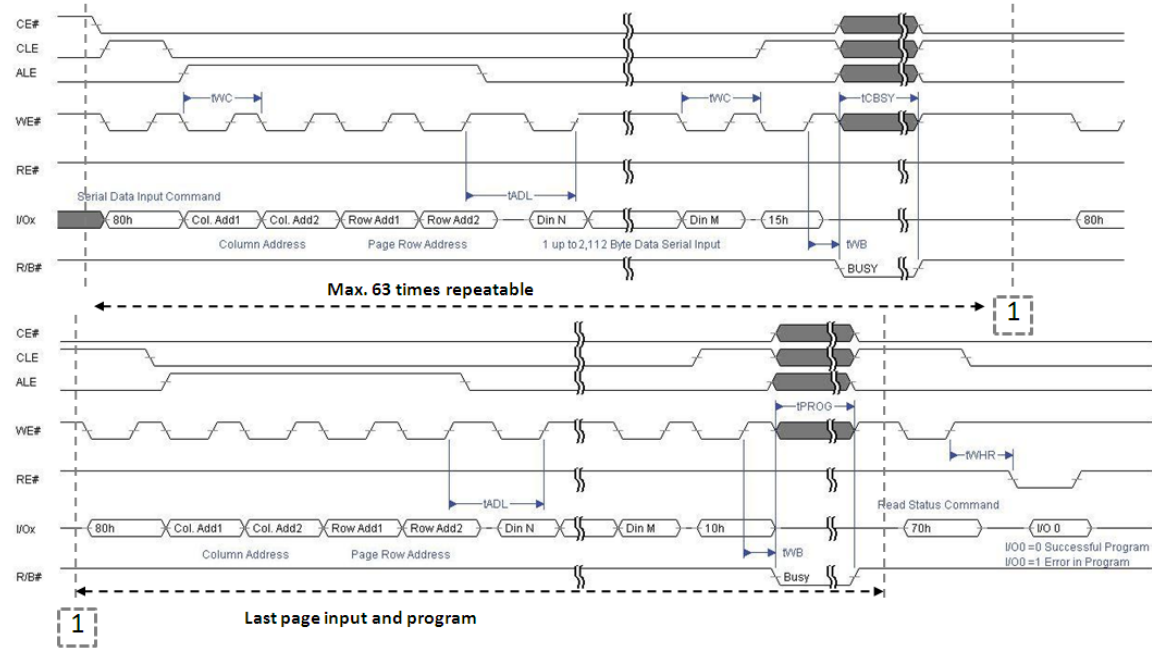 CE#
CLE
ALE
tWC tWC tCBSY
WE#
RE#
tADL
Serial Data Input Command
I/Ox 80h Col. Add1 Col. Add2 Row Add1 Row Add2 Din N Din M 15h 80h
Column Address Page Row Address 1 up to 2,112 Byte Data Serial Input tWB
R/B# BUSY
Max. 63 times repeatable
1
CE#
CLE
ALE
tPROG
WE#
tWHR
RE#
tADL Read Status Command
I/Ox 80h Col. Add1 Col. Add2 Row Add1 Row Add2 Din N Din M 10h 70h I/O 0
Column Address Page Row Address tWB I/O0 =0 Successful Program
I/O0 =1 Error in Program
R/B# Busy
Last page input and program
1